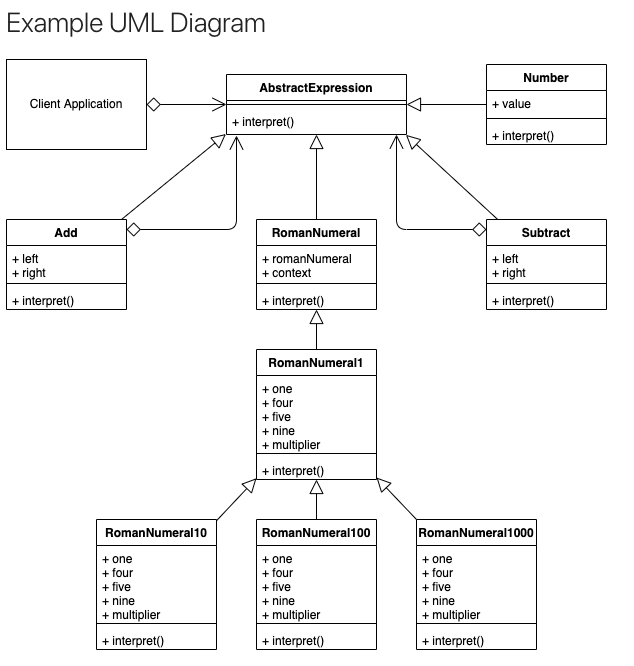 Example UML Diagram
Client Application
AbstractExpression
+ interpret()
Number
+ value
+ interpret()
Add
+ left
+ right
+ interpret()
RomanNumeral
+ romanNumeral
+ context
+ interpret()
Subtract
+ left
+ right
+ interpret()
RomanNumeral1
+ one
+ four
+ five
+ nine
+ multiplier
+ interpret()
RomanNumeral10
+ one
+ four
+ five
+ nine
+ multiplier
+ interpret()
RomanNumeral100
+ one
+ four
+ five
+ nine
+ multiplier
+ interpret()
RomanNumeral1000
+ one
+ four
+ five
+ nine
+ multiplier
+ interpret()